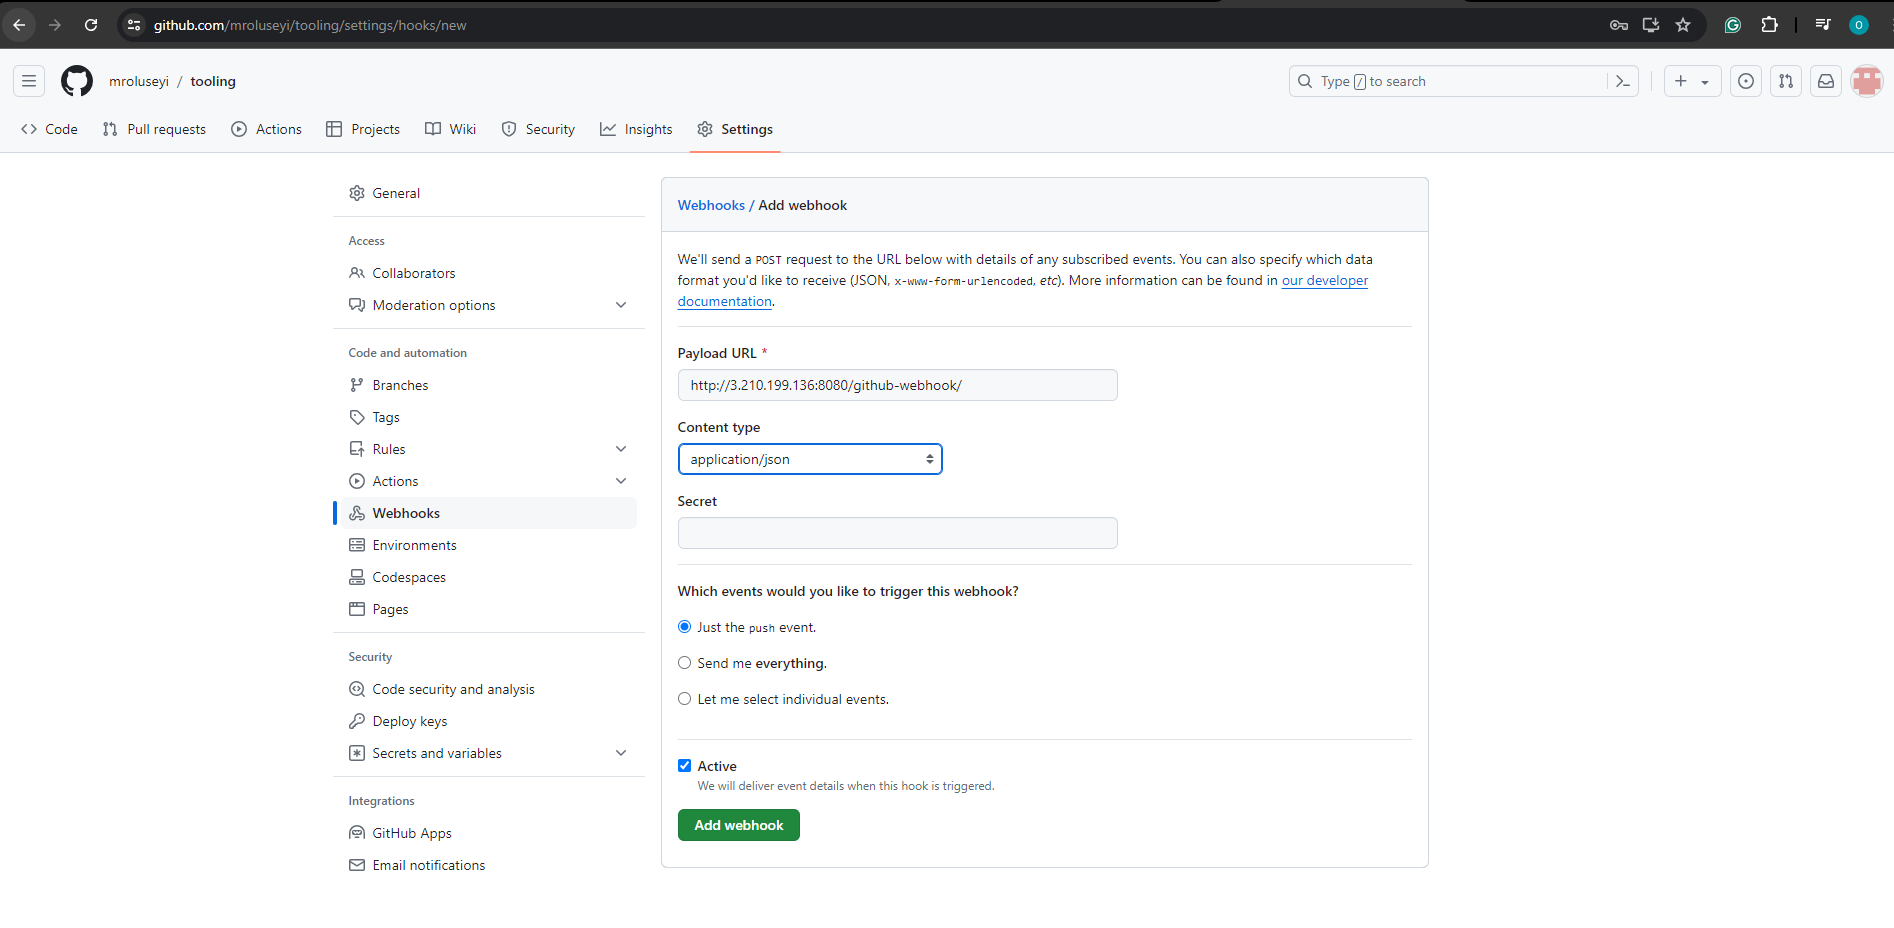 github.com/mroluseyi/tooling/settings/hooks/new
O
mroluseyi / tooling
Type / to search
Code Pull requests Actions Projects Wiki Security Insights Settings
General
Access
Collaborators
Moderation options
Code and automation
Branches
Tags
Rules
Actions
Webhooks
Environments
Codespaces
Pages
Security
Code security and analysis
Deploy keys
Secrets and variables
Integrations
GitHub Apps
Email notifications
Webhooks / Add webhook
We'll send a POST request to the URL below with details of any subscribed events. You can also specify which data
format you'd like to receive (JSON, x-www-form-urlencoded, etc). More information can be found in our developer
documentation.
Payload URL *
http://3.210.199.136:8080/github-webhook/
Content type
application/json
Secret
Which events would you like to trigger this webhook?
Just the push event.
Send me everything.
Let me select individual events.
Active
We will deliver event details when this hook is triggered.
Add webhook